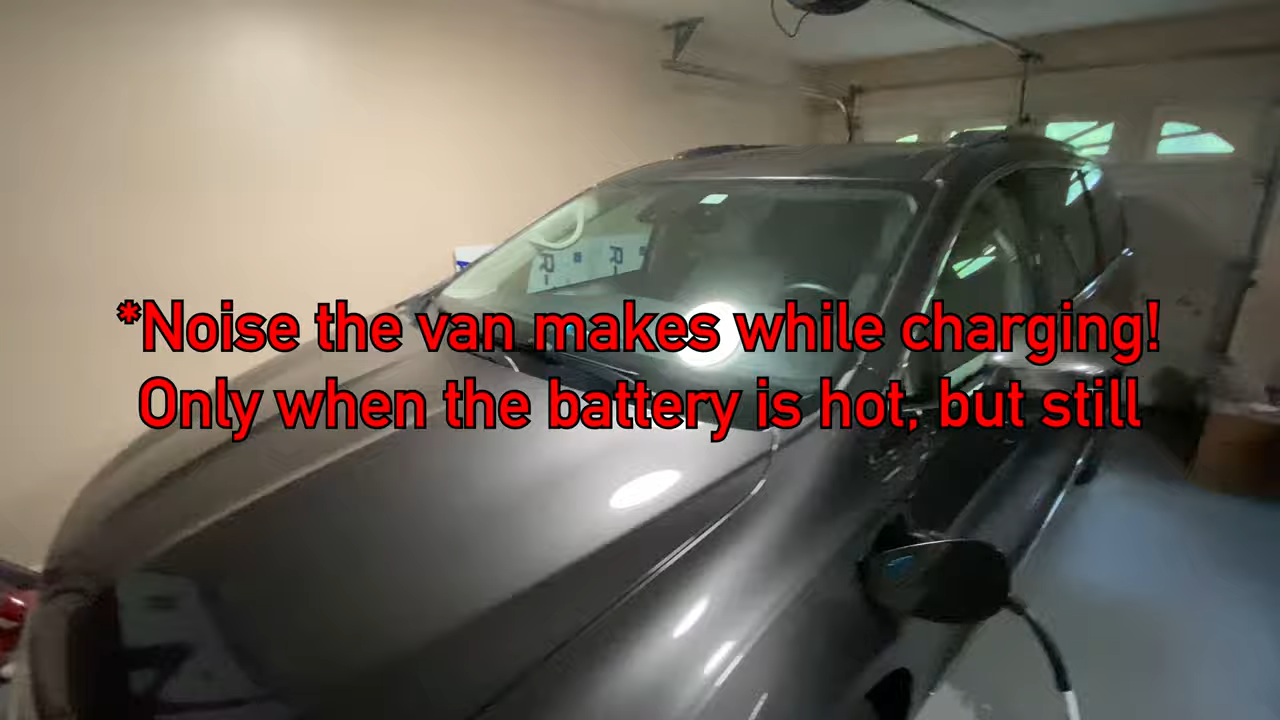 *Noise the van makes while charging!
Only when the battery is hot, but still